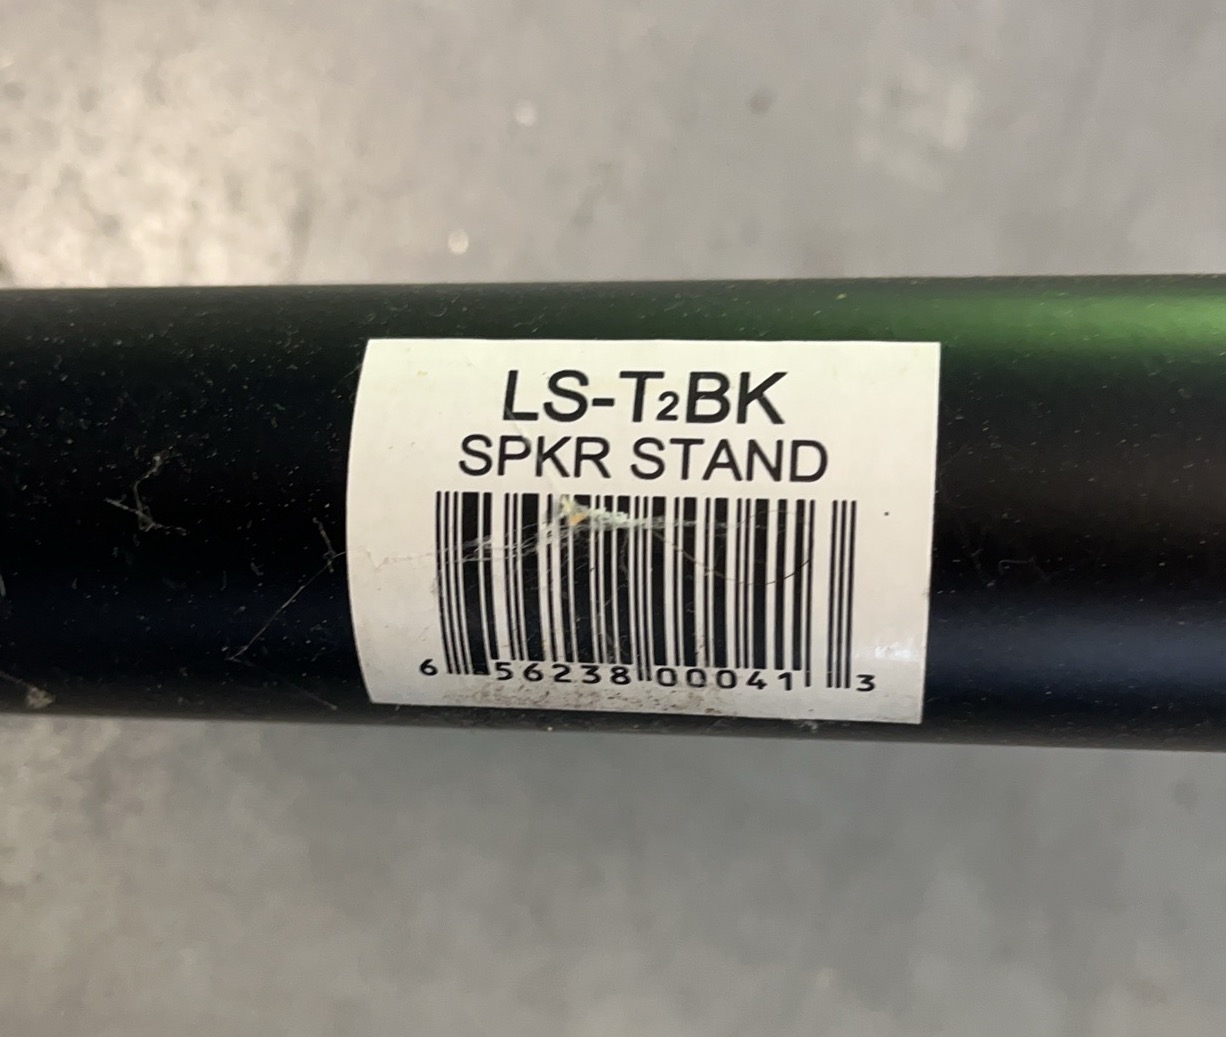 LS-T2BK
SPKR STAND
6 56238 00041 3